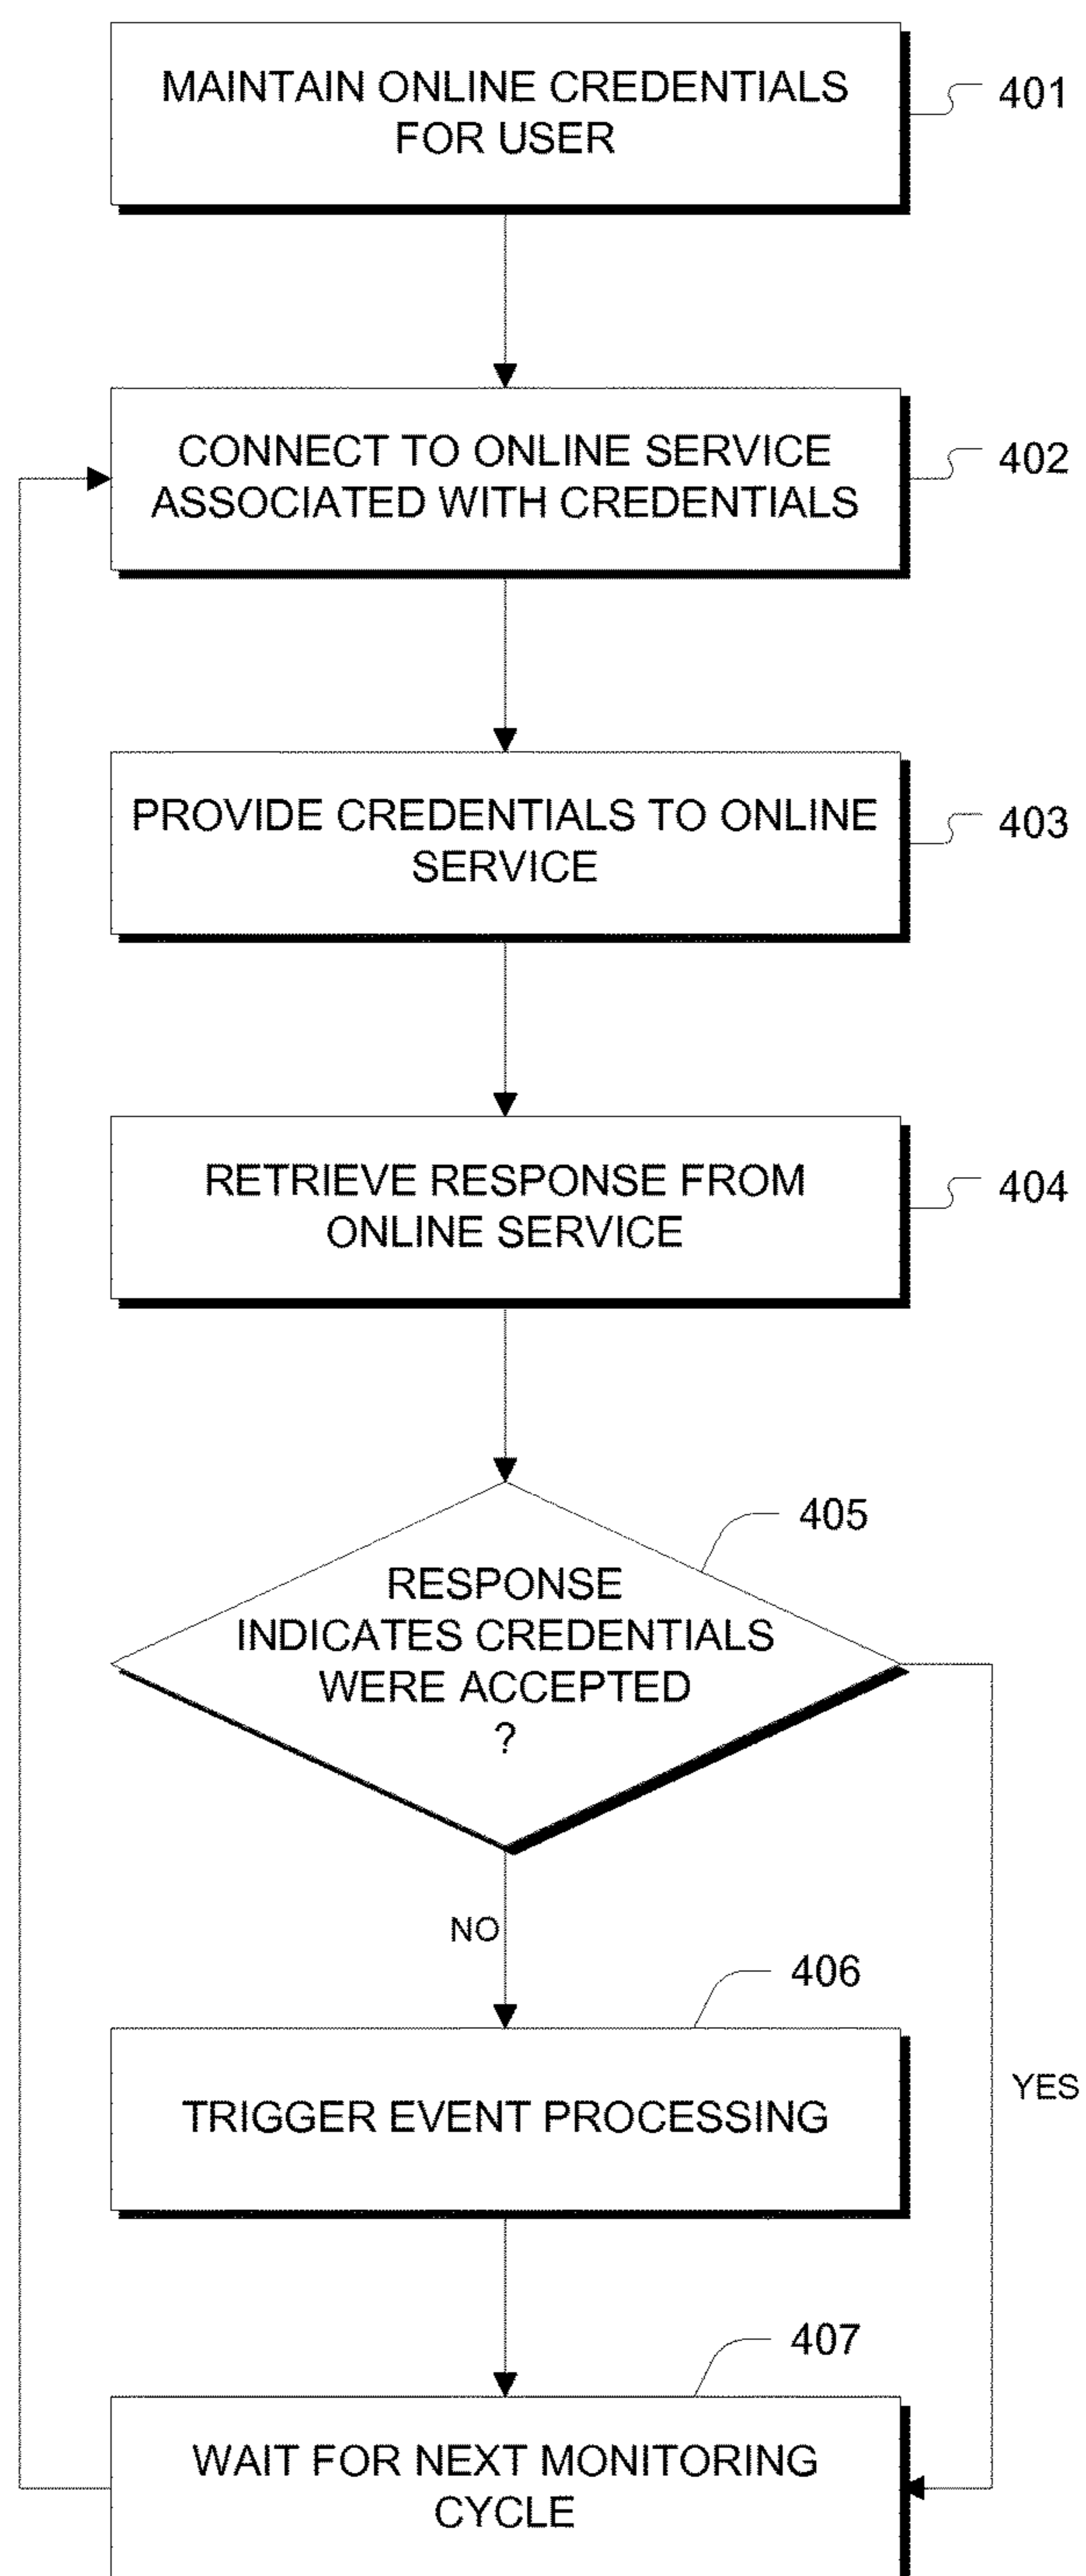 MAINTAIN ONLINE CREDENTIALS
FOR USER
401
CONNECT TO ONLINE SERVICE
ASSOCIATED WITH CREDENTIALS
402
PROVIDE CREDENTIALS TO ONLINE
SERVICE
403
RETRIEVE RESPONSE FROM
ONLINE SERVICE
404
405
RESPONSE
INDICATES CREDENTIALS
WERE ACCEPTED
?
NO
406
YES
TRIGGER EVENT PROCESSING
407
WAIT FOR NEXT MONITORING
CYCLE